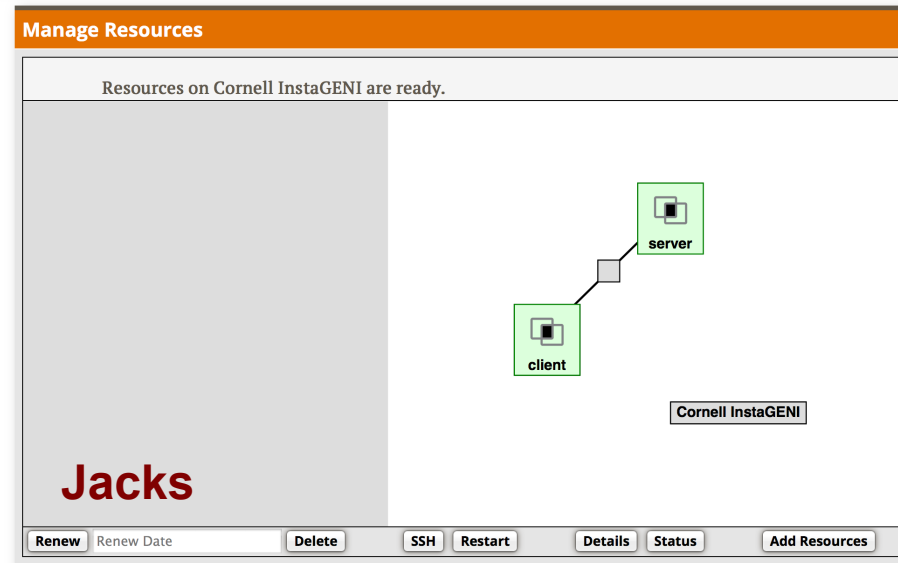 Manage Resources
Resources on Cornell InstaGENI are ready.
server
client
Cornell InstaGENI
Jacks
Renew Renew Date Delete SSH Restart Details Status Add Resources